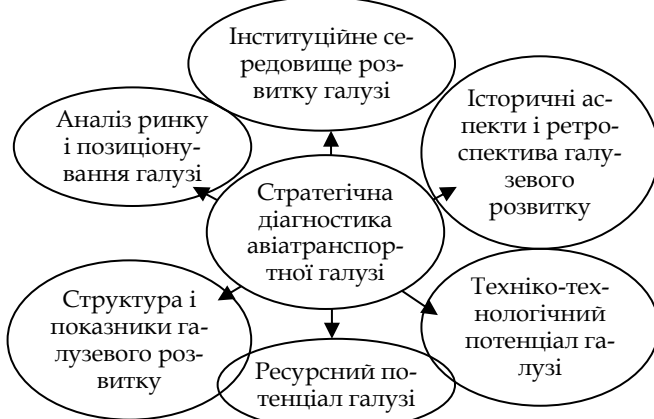 Інституційне се-
редовище роз-
витку галузі
Аналіз ринку
і позиціону-
вання галузі
Історичні ас-
пекти і ретро-
спектива галу-
зевого
розвитку
Стратегічна
діагностика
авіатранспор-
тної галузі
Структура і
показники га-
лузевого роз-
витку
Техніко-тех-
нологічний
потенціал га-
лузі
Ресурсний по-
тенціал галузі